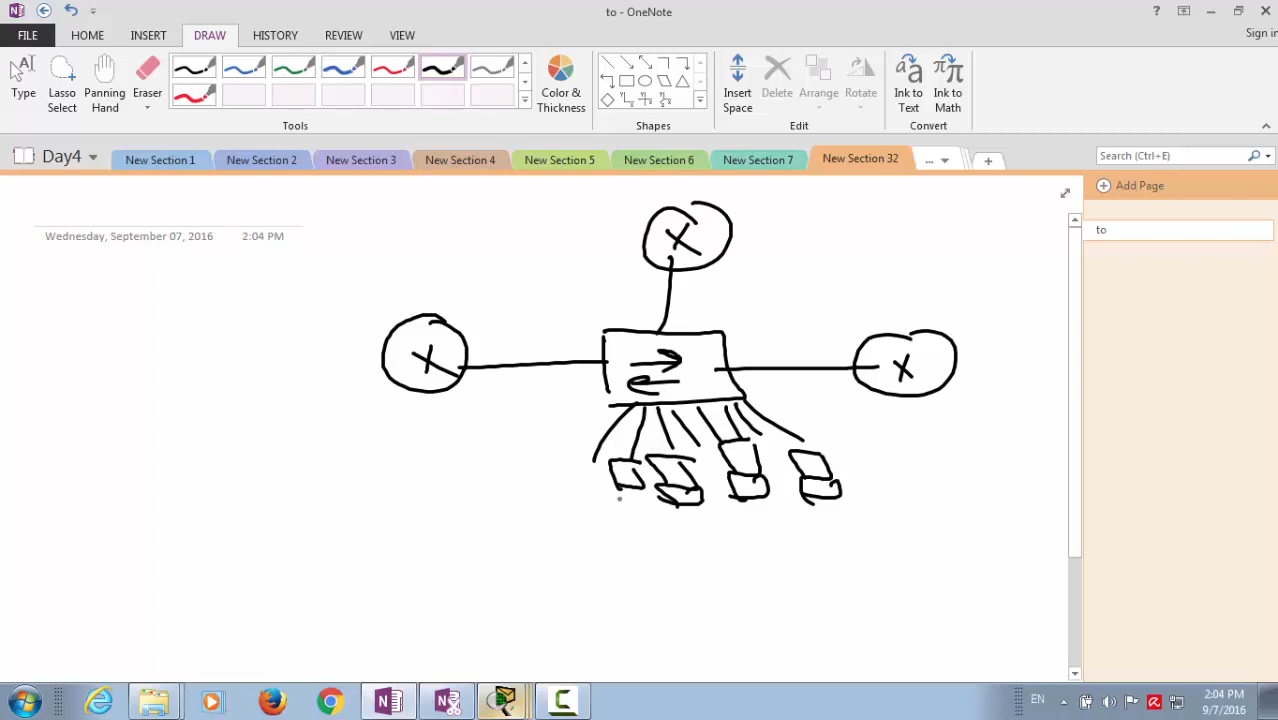 to - OneNote
?
Sign in
FILE HOME INSERT DRAW HISTORY REVIEW VIEW
Type
Lasso Select
Panning Hand
Eraser
Color & Thickness
Insert Space
Delete
Arrange
Rotate
Ink to Text
Ink to Math
Tools
Shapes
Edit
Convert
Day4
New Section 1
New Section 2
New Section 3
New Section 4
New Section 5
New Section 6
New Section 7
New Section 32
...
Search (Ctrl+E)
Add Page
to
Wednesday, September 07, 2016 2:04 PM
X
X
X
EN
2:04 PM
9/7/2016